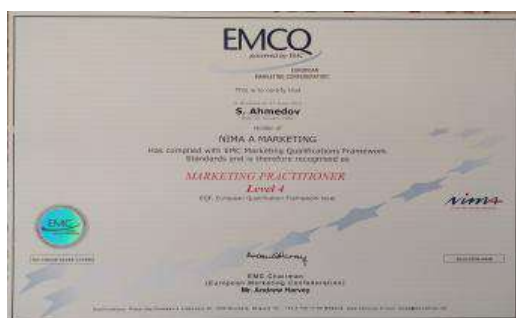 EMCQ
powered by EMC
EUROPEAN
MARKETING CONFEDERATION
This is to certify that
S. Ahmedov
holder of
NIMA A MARKETING
Has complied with EMC Marketing Qualifications Framework
Standards and is therefore recognised as
MARKETING PRACTITIONER
Level 4
EQF, European Qualification Framework level
nima
EMC
EMC Chairman
(European Marketing Confederation)
Mr. Andrew Harvey